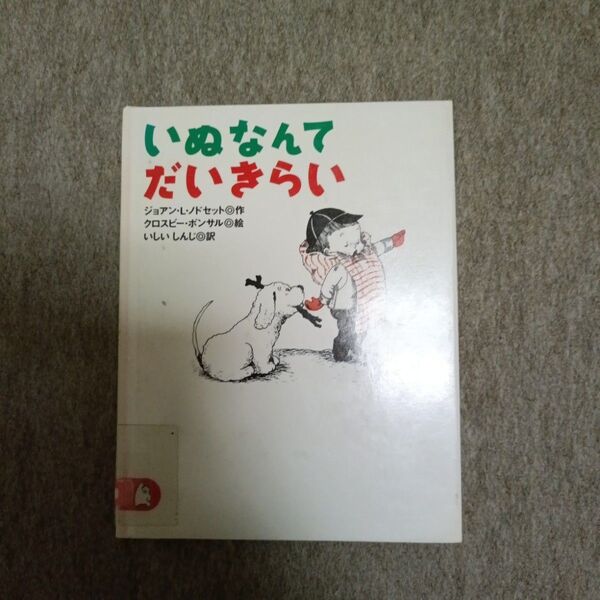 いぬなんて
だいきらい
ジョアン・L・ノドセット◎作
クロスビー・ボンサル◎絵
いしい しんじ◎訳